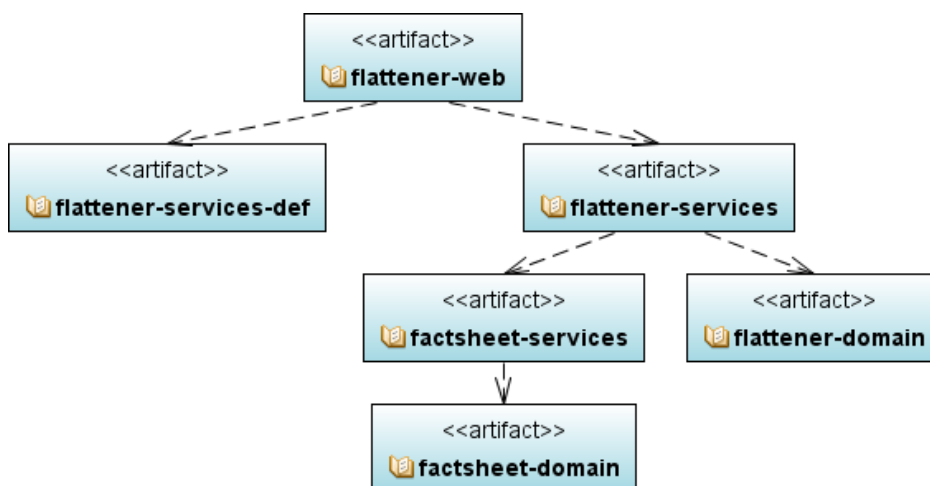 <<artifact>>
flattener-web
<<artifact>>
flattener-services-def
<<artifact>>
flattener-services
<<artifact>>
factsheet-services
<<artifact>>
flattener-domain
<<artifact>>
factsheet-domain